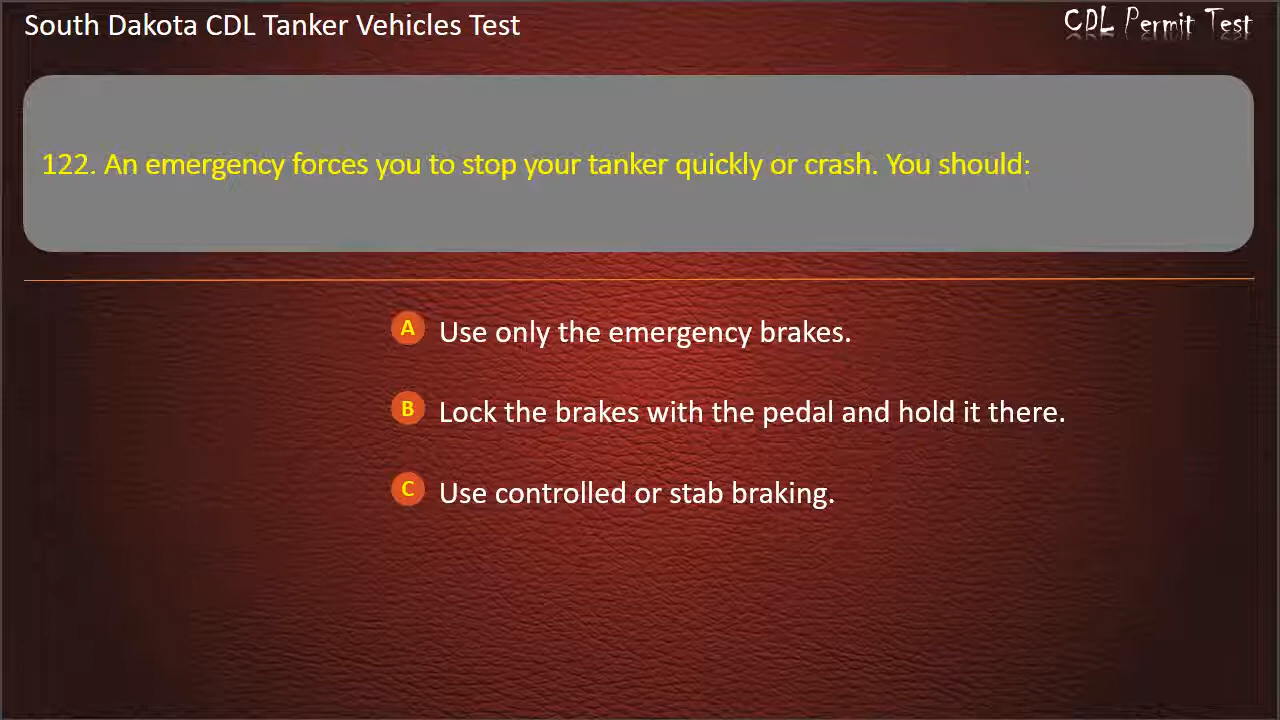 South Dakota CDL Tanker Vehicles Test
CDL Permit Test
122. An emergency forces you to stop your tanker quickly or crash. You should:
A Use only the emergency brakes.
B Lock the brakes with the pedal and hold it there.
C Use controlled or stab braking.